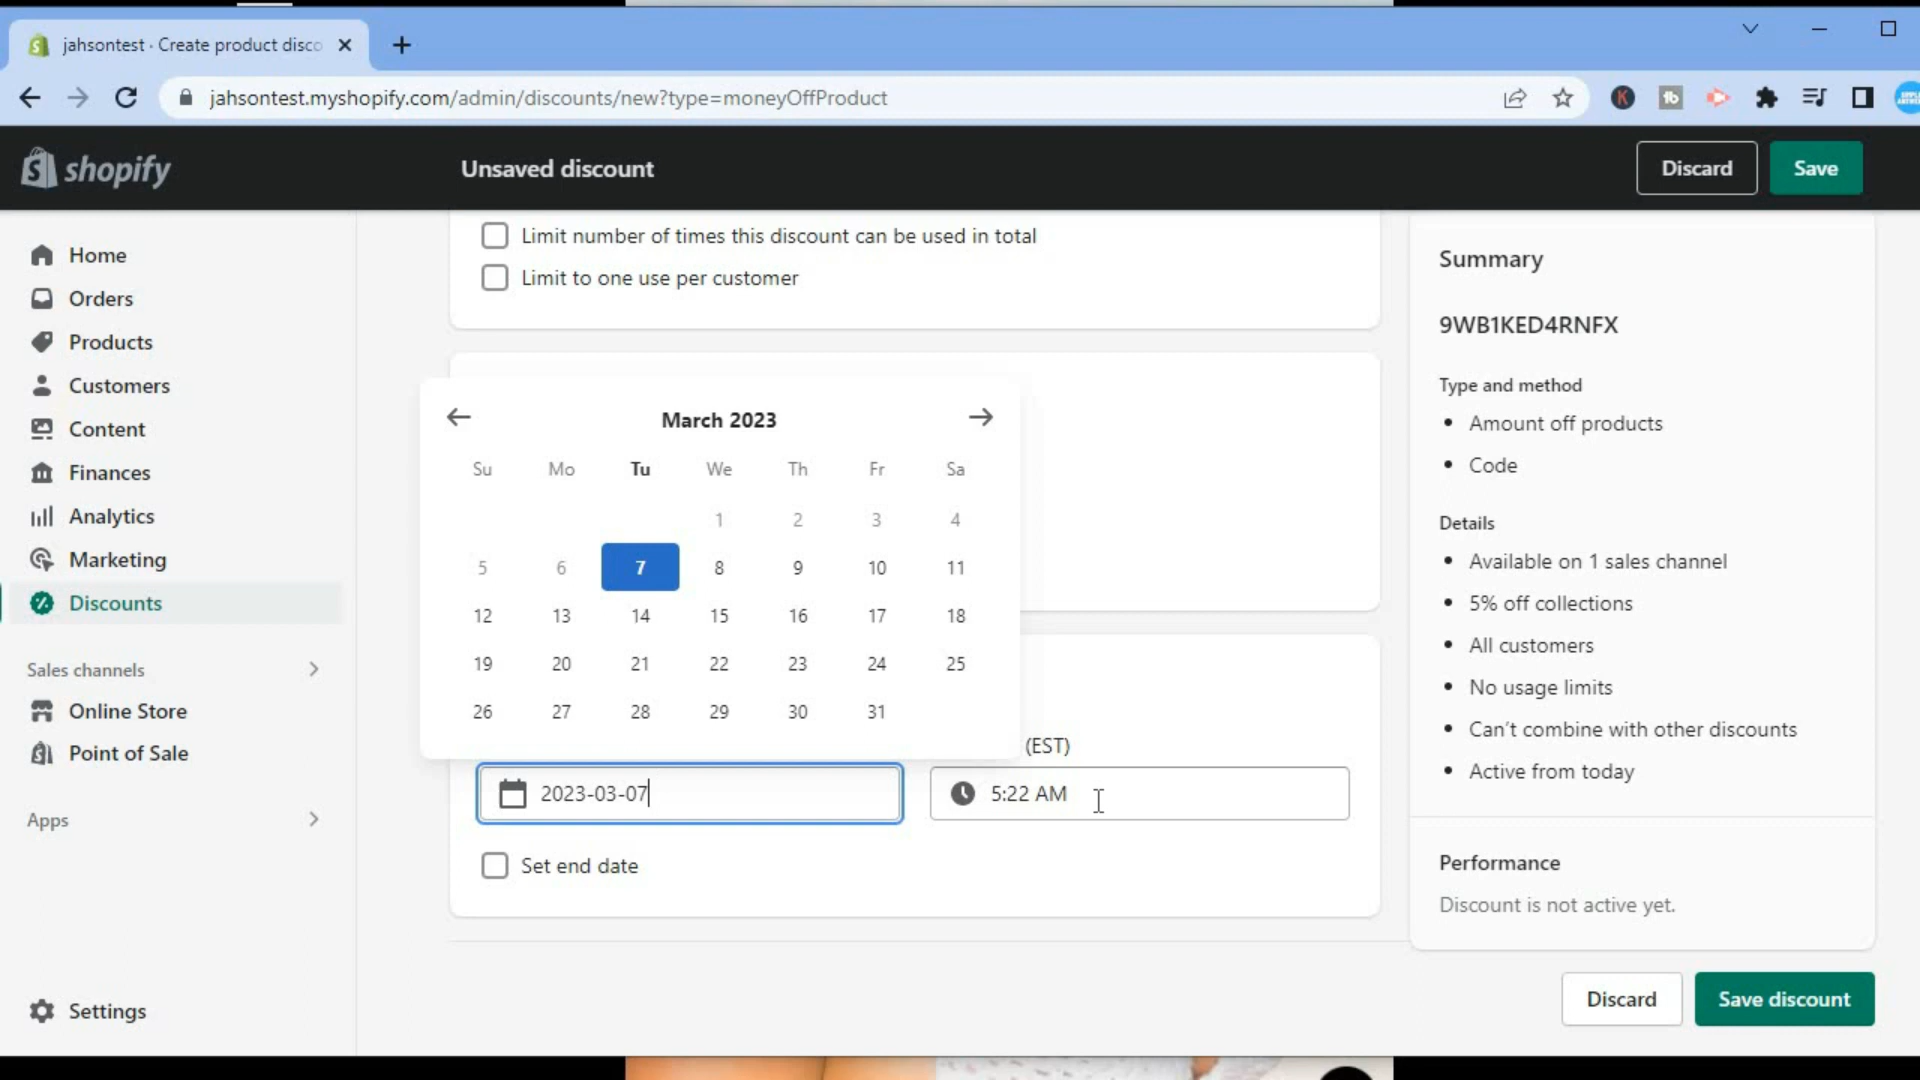 jahsontest · Create product disco
jahsontest.myshopify.com/admin/discounts/new?type=moneyOffProduct
shopify
Unsaved discount
Discard
Save
Home
Orders
Products
Customers
Content
Finances
Analytics
Marketing
Discounts
Sales channels
Online Store
Point of Sale
Apps
Settings
Limit number of times this discount can be used in total
Limit to one use per customer
March 2023
Su Mo Tu We Th Fr Sa
1 2 3 4
5 6 7 8 9 10 11
12 13 14 15 16 17 18
19 20 21 22 23 24 25
26 27 28 29 30 31
(EST)
2023-03-07
5:22 AM
Set end date
Summary
9WB1KED4RNFX
Type and method
• Amount off products
• Code
Details
• Available on 1 sales channel
• 5% off collections
• All customers
• No usage limits
• Can't combine with other discounts
• Active from today
Performance
Discount is not active yet.
Discard
Save discount